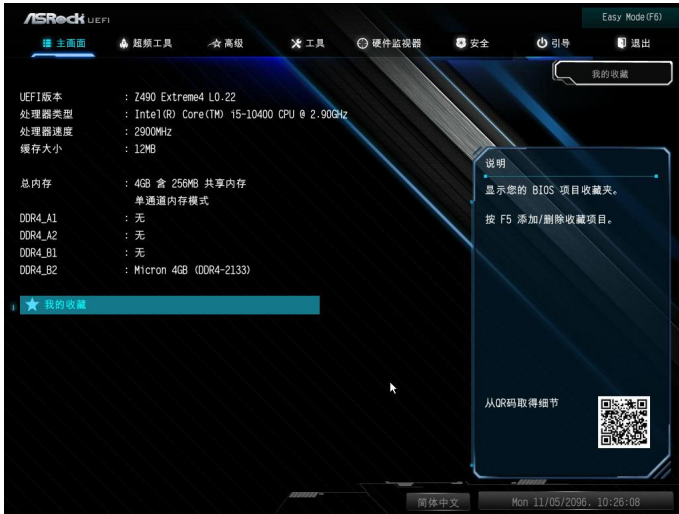 ASRock UEFI
Easy Mode(F6)
主画面 超频工具 高级 工具 硬件监视器 安全 引导 退出
我的收藏
UEFI版本 : Z490 Extreme4 L0.22
处理器类型 : Intel(R) Core(TM) i5-10400 CPU @ 2.90GHz
处理器速度 : 2900MHz
缓存大小 : 12MB
总内存 : 4GB 含 256MB 共享内存
单通道内存模式
DDR4_A1 : 无
DDR4_A2 : 无
DDR4_B1 : 无
DDR4_B2 : Micron 4GB (DDR4-2133)
我的收藏
说明
显示您的 BIOS 项目收藏夹。
按 F5 添加/删除收藏项目。
从QR码取得细节
简体中文
Mon 11/05/2096. 10:26:08